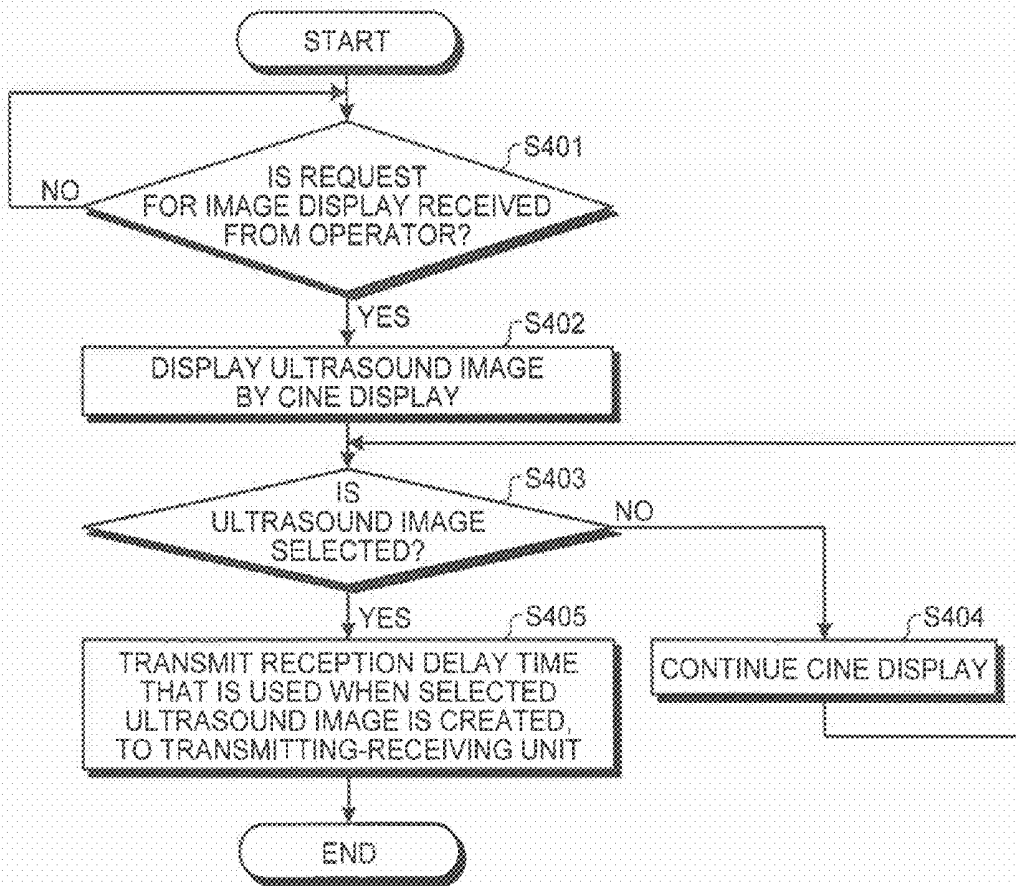 START
S401
IS REQUEST
FOR IMAGE DISPLAY RECEIVED
FROM OPERATOR?
NO
YES
S402
DISPLAY ULTRASOUND IMAGE
BY CINE DISPLAY
S403
IS
ULTRASOUND IMAGE
SELECTED?
NO
YES
S405
TRANSMIT RECEPTION DELAY TIME
THAT IS USED WHEN SELECTED
ULTRASOUND IMAGE IS CREATED,
TO TRANSMITTING-RECEIVING UNIT
S404
CONTINUE CINE DISPLAY
END